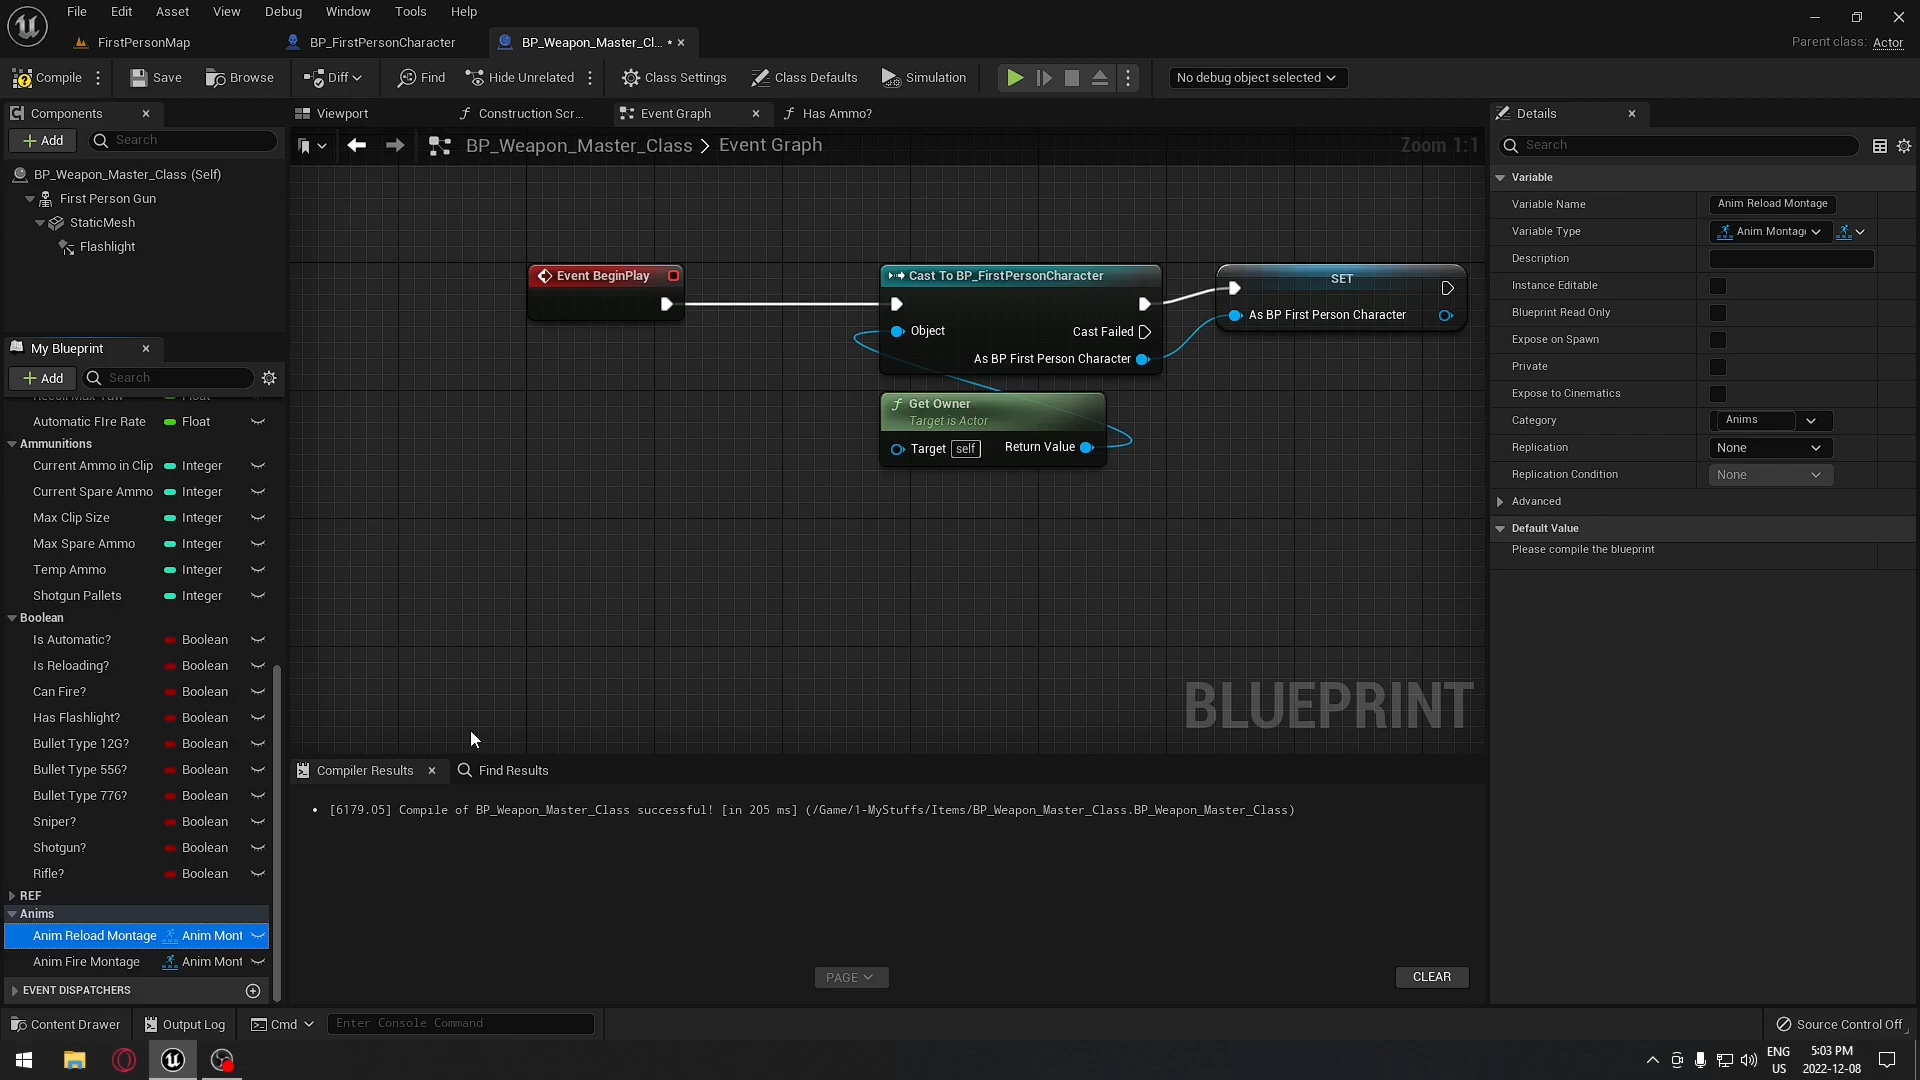 File Edit Asset View Debug Window Tools Help
FirstPersonMap BP_FirstPersonCharacter BP_Weapon_Master_Cl... •
Parent class: Actor
Compile Save Browse Diff Find Hide Unrelated Class Settings Class Defaults Simulation No debug object selected
Components
Add Search
BP_Weapon_Master_Class (Self)
First Person Gun
StaticMesh
Flashlight
My Blueprint
Add Search
Automatic FIre Rate Float
Ammunitions
Current Ammo in Clip Integer
Current Spare Ammo Integer
Max Clip Size Integer
Max Spare Ammo Integer
Temp Ammo Integer
Shotgun Pallets Integer
Boolean
Is Automatic? Boolean
Is Reloading? Boolean
Can Fire? Boolean
Has Flashlight? Boolean
Bullet Type 12G? Boolean
Bullet Type 556? Boolean
Bullet Type 776? Boolean
Sniper? Boolean
Shotgun? Boolean
Rifle? Boolean
REF
Anims
Anim Reload Montage Anim Mont
Anim Fire Montage Anim Mont
EVENT DISPATCHERS
Viewport Construction Scr... Event Graph Has Ammo?
BP_Weapon_Master_Class > Event Graph
Zoom 1:1
Event BeginPlay
Cast To BP_FirstPersonCharacter
Object
Cast Failed
As BP First Person Character
SET
As BP First Person Character
Get Owner
Target is Actor
Target self Return Value
BLUEPRINT
Compiler Results Find Results
• [6179.05] Compile of BP_Weapon_Master_Class successful! [in 205 ms] (/Game/1-MyStuffs/Items/BP_Weapon_Master_Class.BP_Weapon_Master_Class)
PAGE CLEAR
Details
Search
Variable
Variable Name Anim Reload Montage
Variable Type Anim Montag
Description
Instance Editable
Blueprint Read Only
Expose on Spawn
Private
Expose to Cinematics
Category Anims
Replication None
Replication Condition None
Advanced
Default Value
Please compile the blueprint
Content Drawer Output Log Cmd Enter Console Command Source Control Off
ENG
US
5:03 PM
2022-12-08